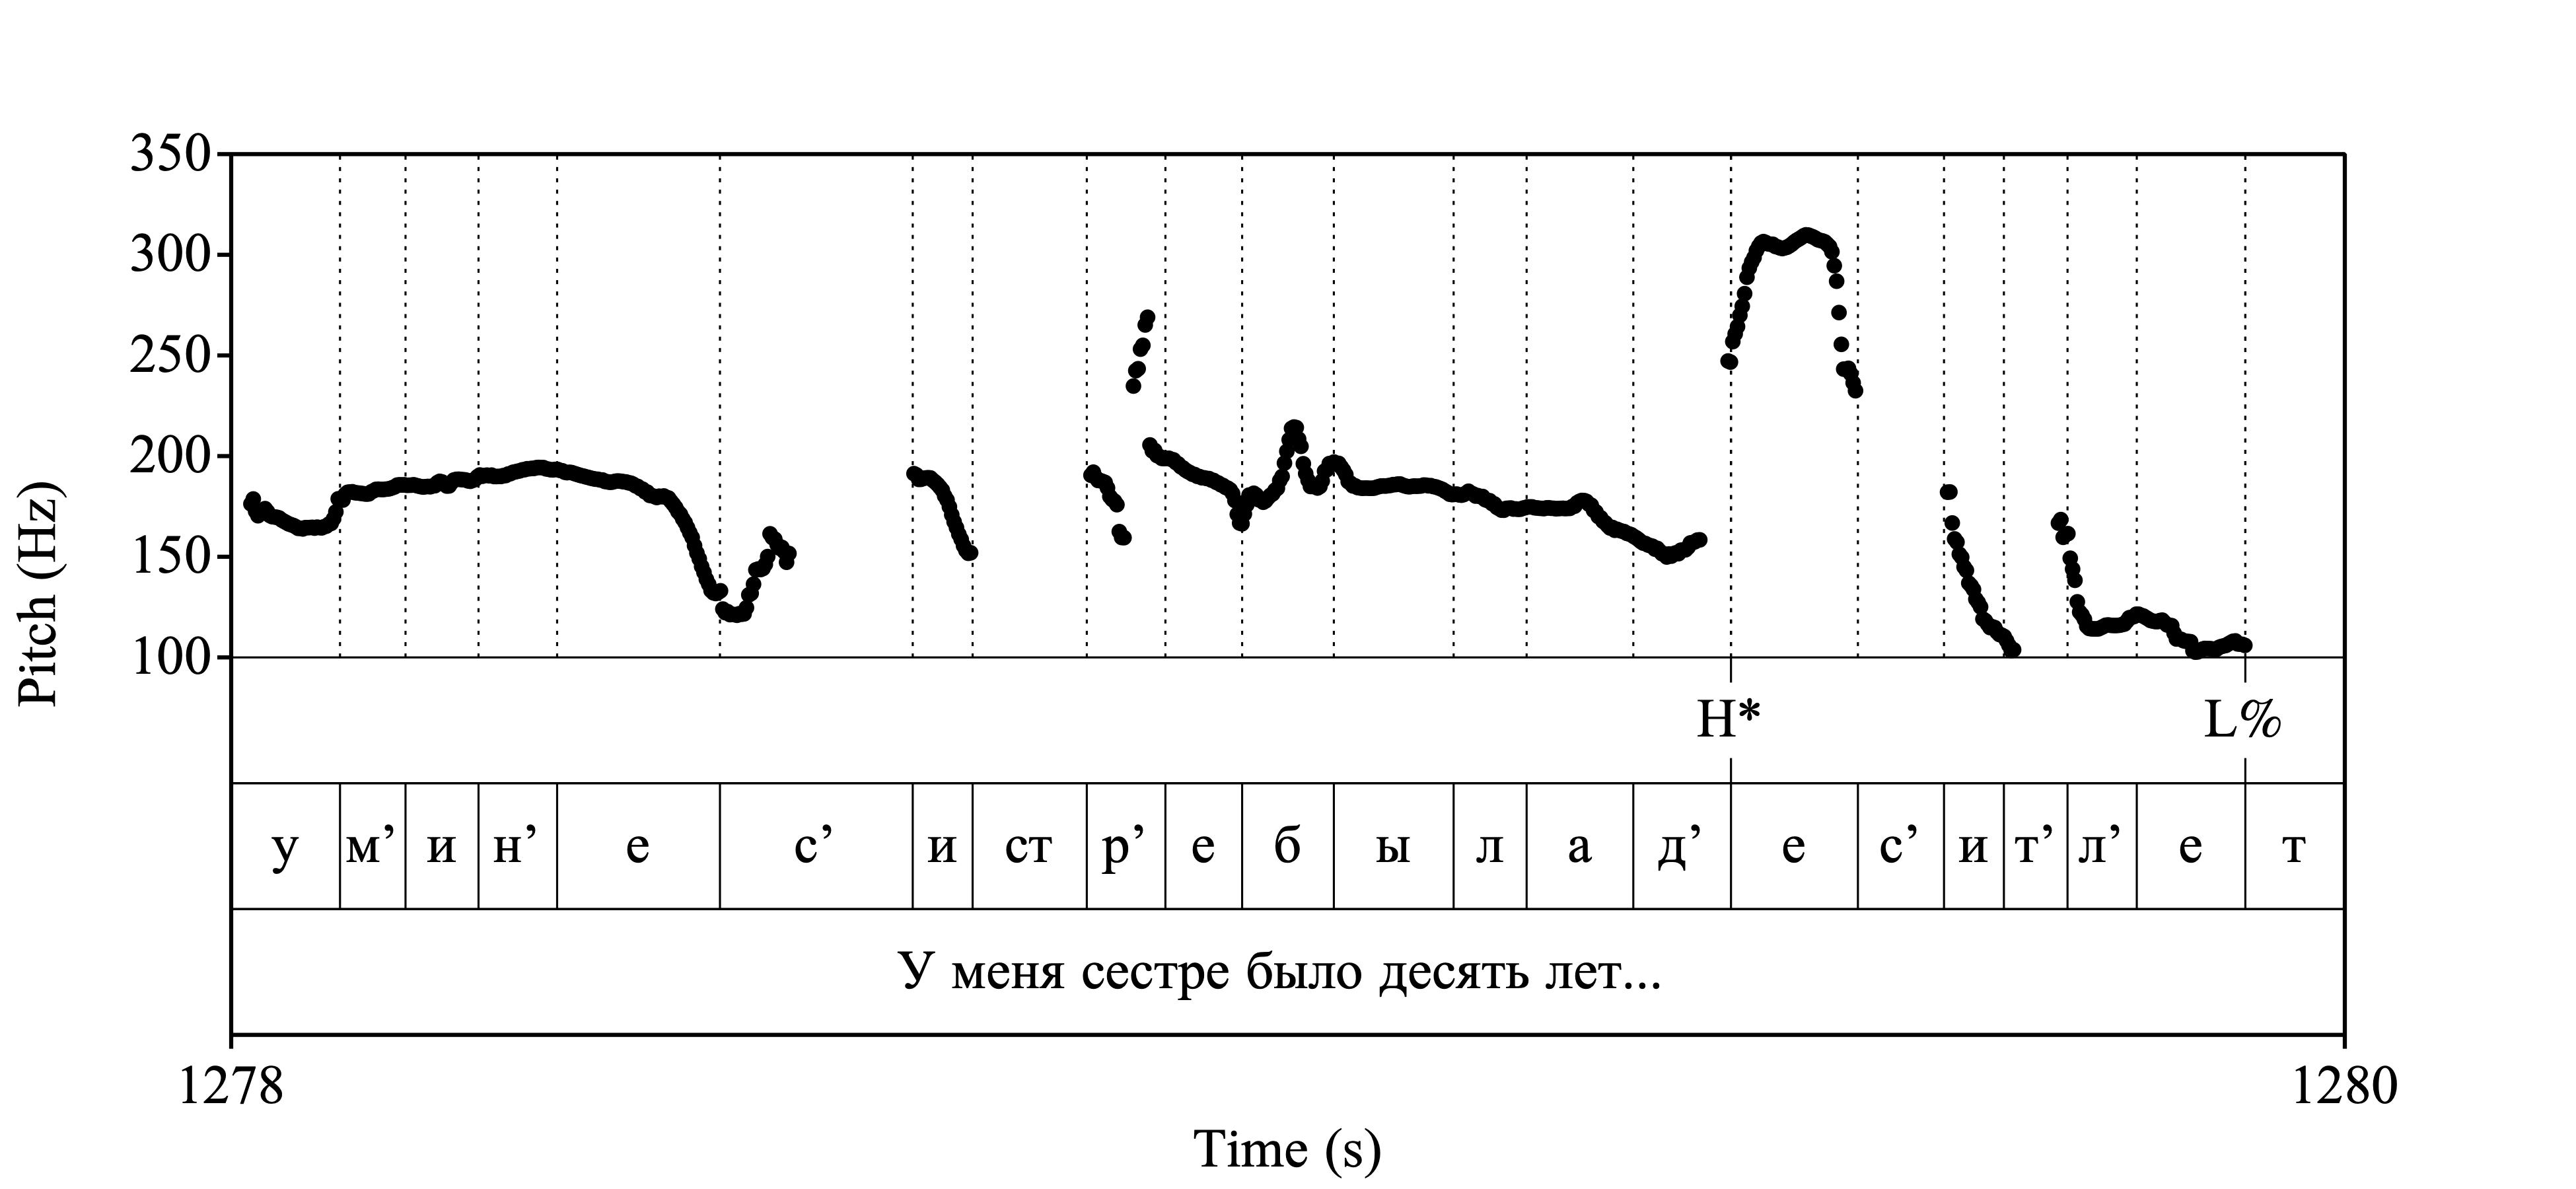 350
300
250
200
150
100
Pitch (Hz)
H* L%
у м’ и н’ е с’ и ст р’ е б ы л а д’ е с’ и т’ л’ е т
У меня сестре было десять лет...
1278 1280
Time (s)